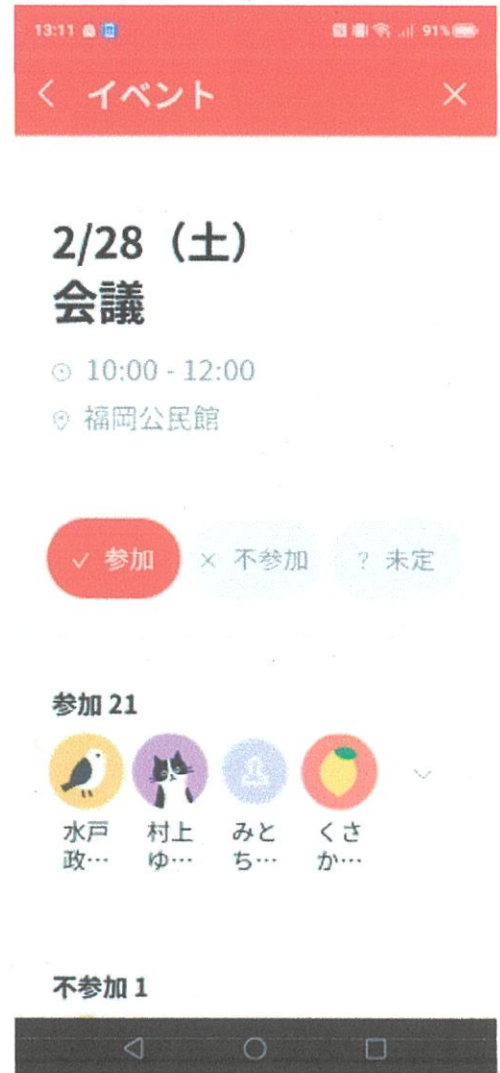 13:11 91%
イベント
2/28（土）
会議
10:00 - 12:00
福岡公民館
✓ 参加 × 不参加 ? 未定
参加 21
水戸 村上 みと くさ
政… ゆ… ち… か…
不参加 1